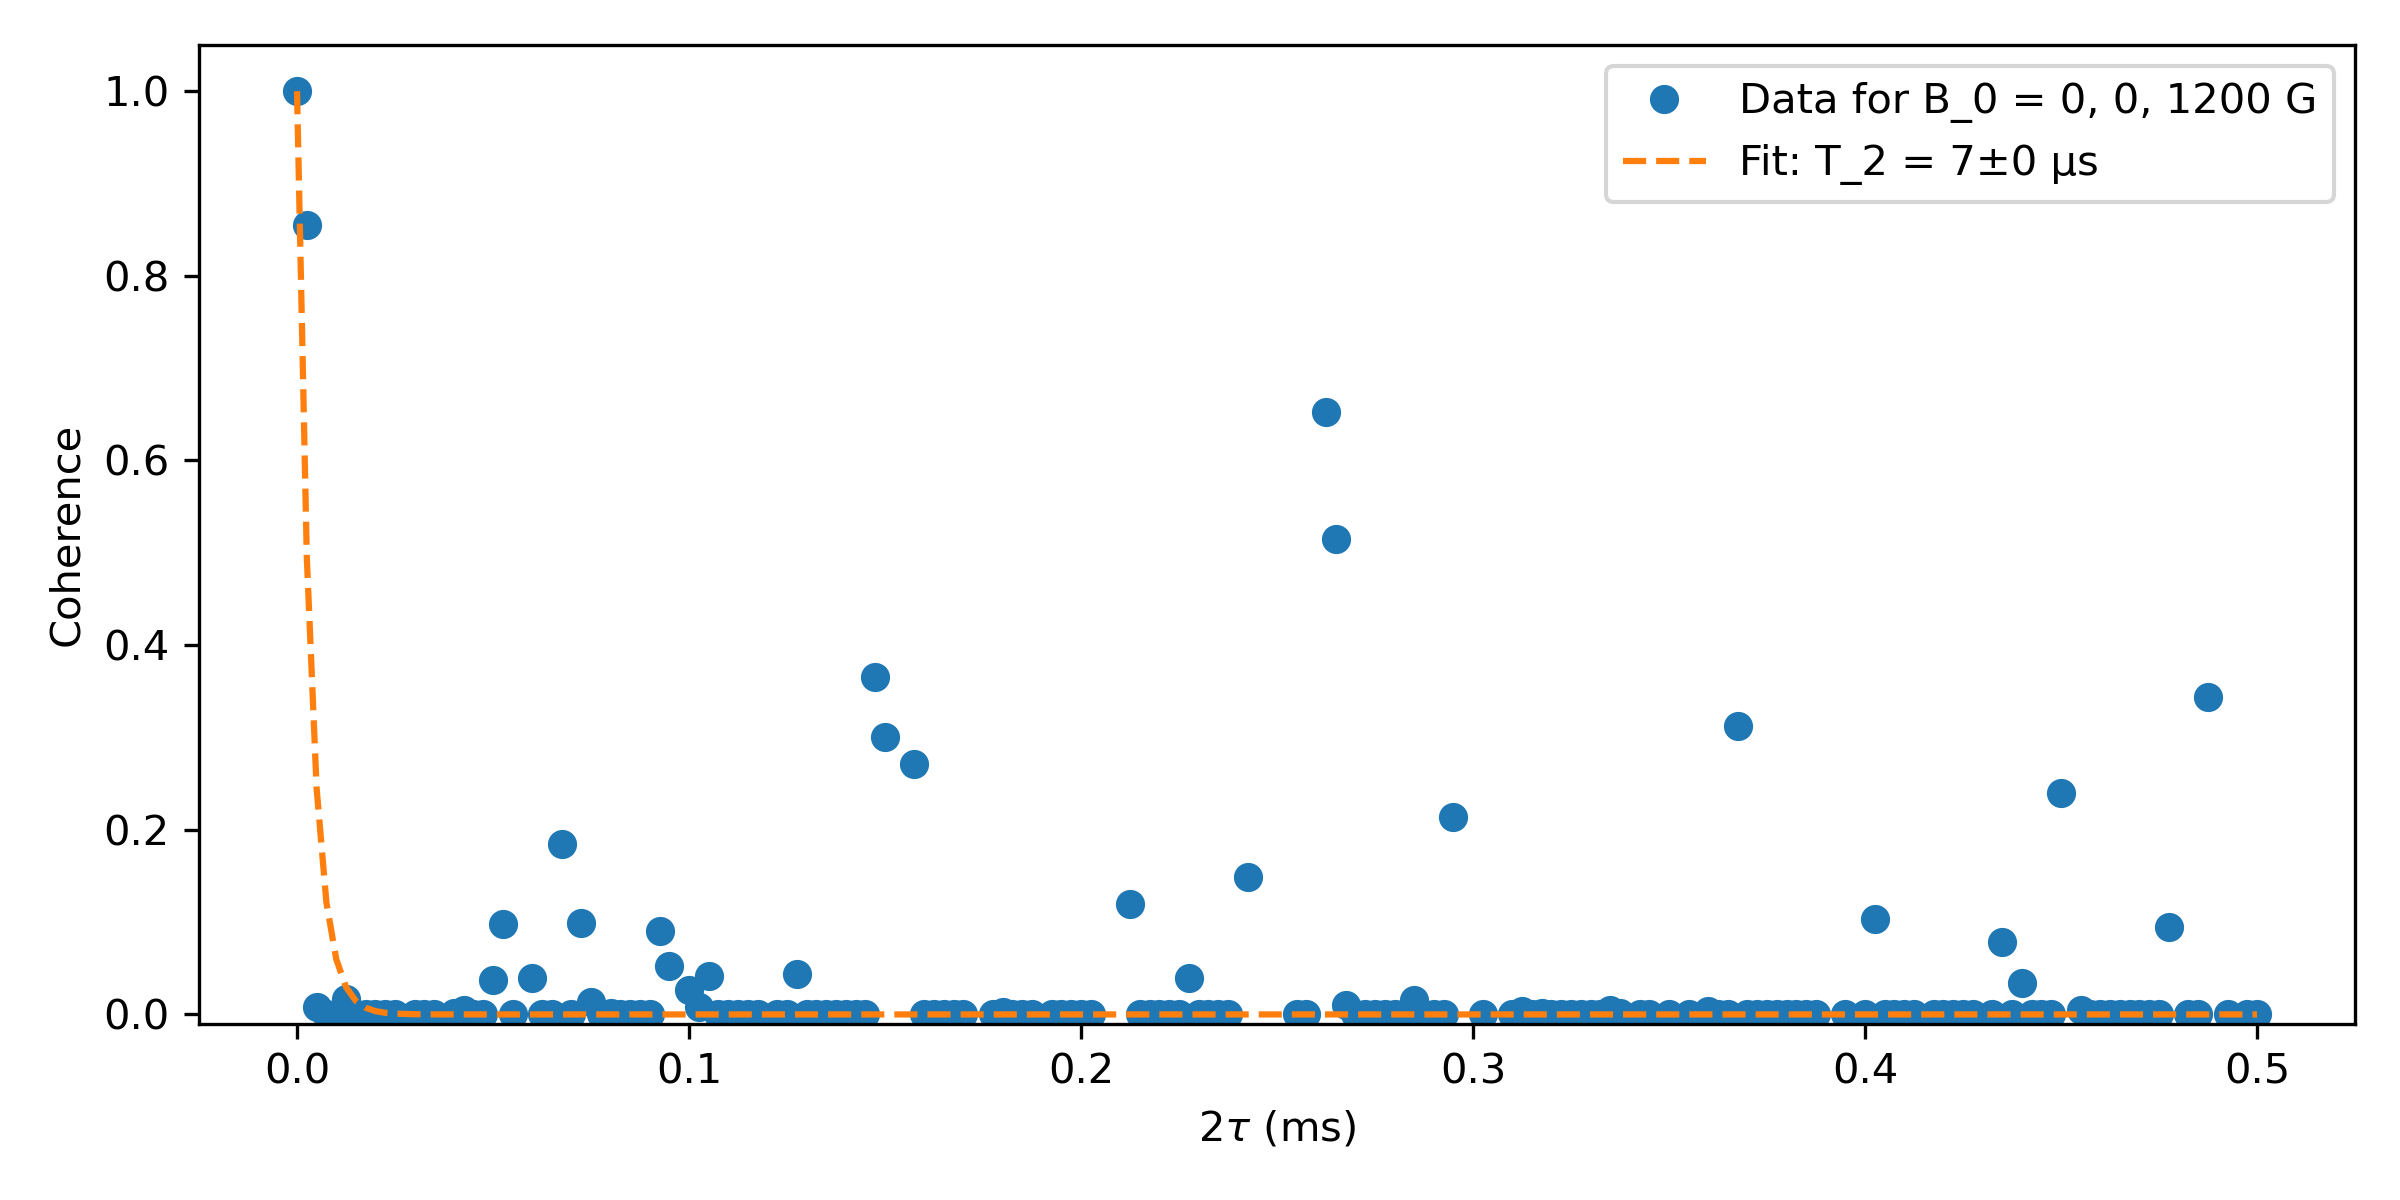 Data for B_0 = 0, 0, 1200 G
Fit: T_2 = 7±0 μs
Coherence
1.0
0.8
0.6
0.4
0.2
0.0
0.0 0.1 0.2 0.3 0.4 0.5
2τ (ms)